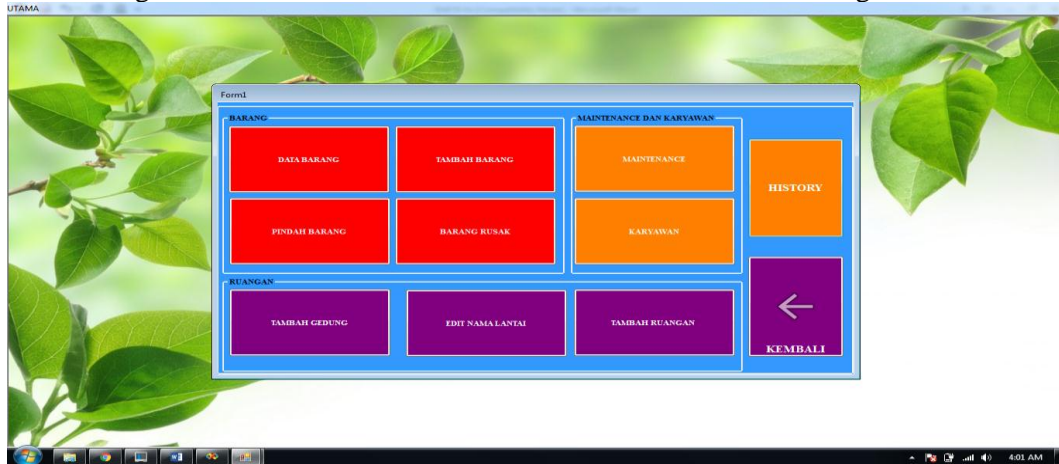 UTAMA
Form1
BARANG
DATA BARANG
TAMBAH BARANG
PINDAH BARANG
BARANG RUSAK
MAINTENANCE DAN KARYAWAN
MAINTENANCE
KARYAWAN
HISTORY
RUANGAN
TAMBAH GEDUNG
EDIT NAMA LANTAI
TAMBAH RUANGAN
KEMBALI
4:01 AM